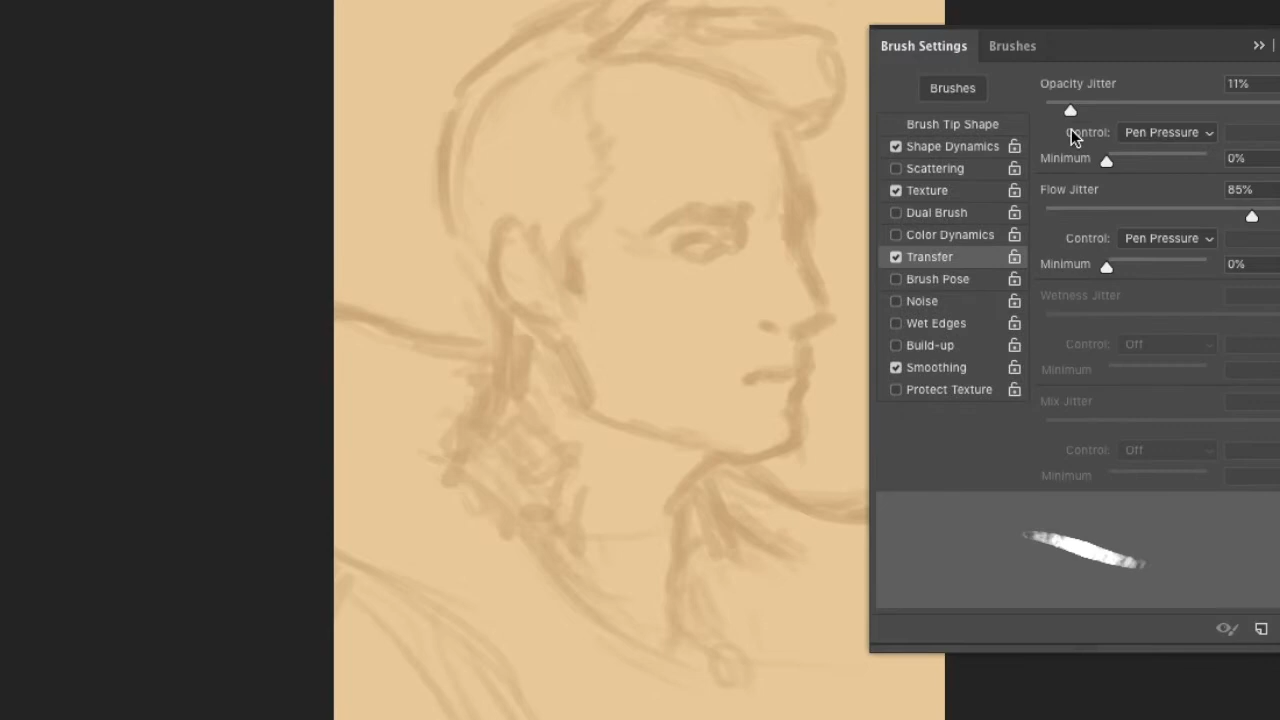 Brush Settings Brushes
Brushes
Brush Tip Shape
Shape Dynamics
Scattering
Texture
Dual Brush
Color Dynamics
Transfer
Brush Pose
Noise
Wet Edges
Build-up
Smoothing
Protect Texture
Opacity Jitter 11%
Control: Pen Pressure
Minimum 0%
Flow Jitter 85%
Control: Pen Pressure
Minimum 0%
Wetness Jitter
Control: Off
Minimum
Mix Jitter
Control: Off
Minimum